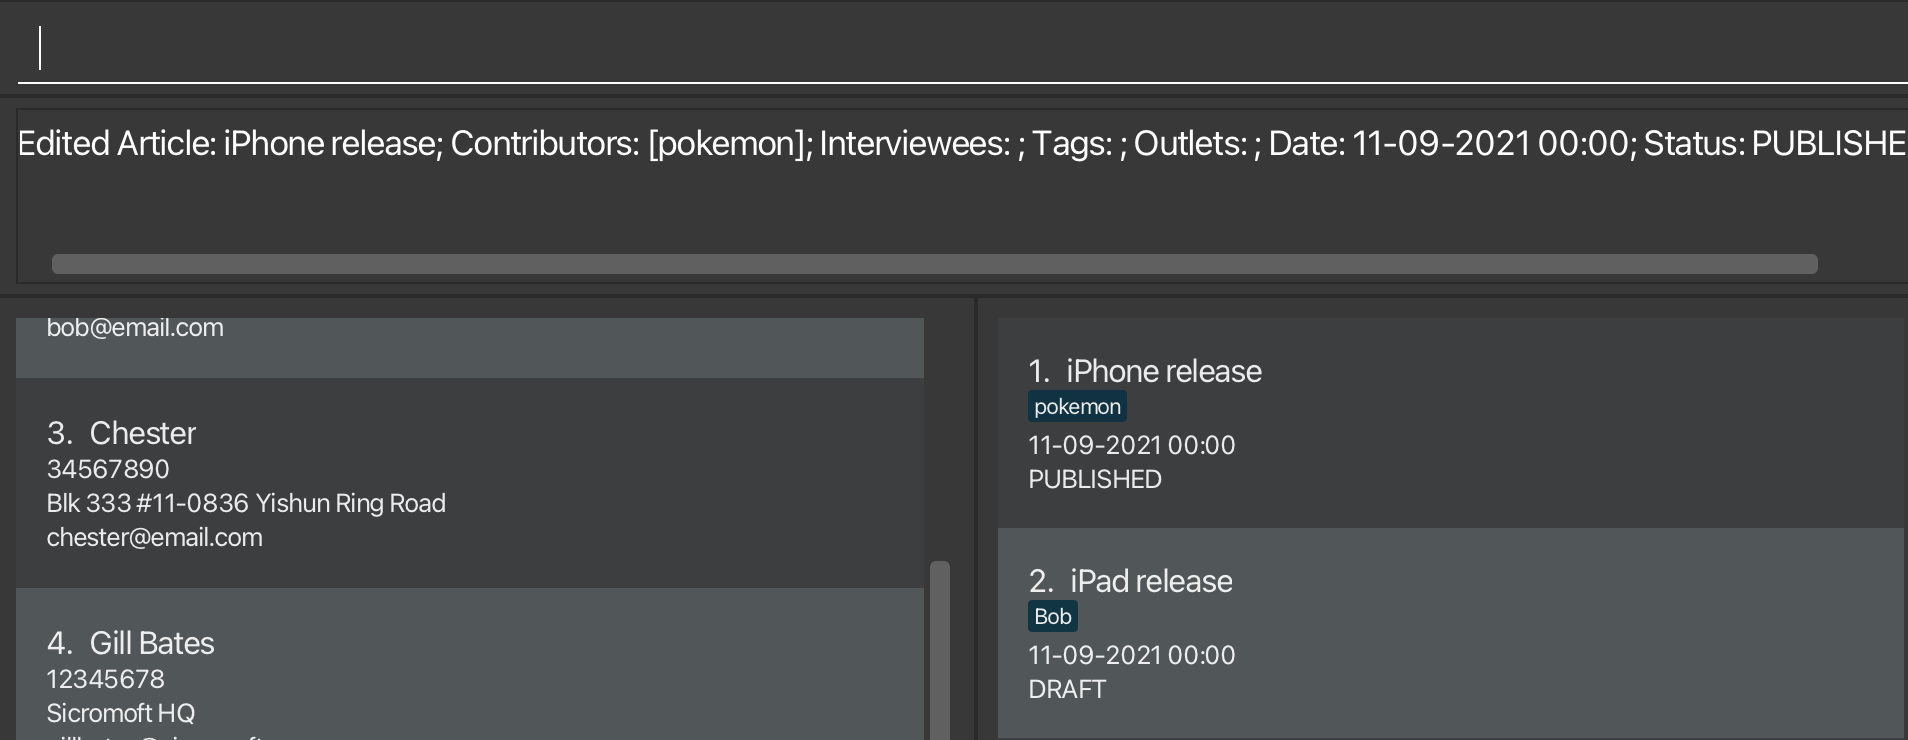 Edited Article: iPhone release; Contributors: [pokemon]; Interviewees: ; Tags: ; Outlets: ; Date: 11-09-2021 00:00; Status: PUBLISHE
bob@email.com
3. Chester
34567890
Blk 333 #11-0836 Yishun Ring Road
chester@email.com
4. Gill Bates
12345678
Sicromoft HQ
1. iPhone release
pokemon
11-09-2021 00:00
PUBLISHED
2. iPad release
Bob
11-09-2021 00:00
DRAFT